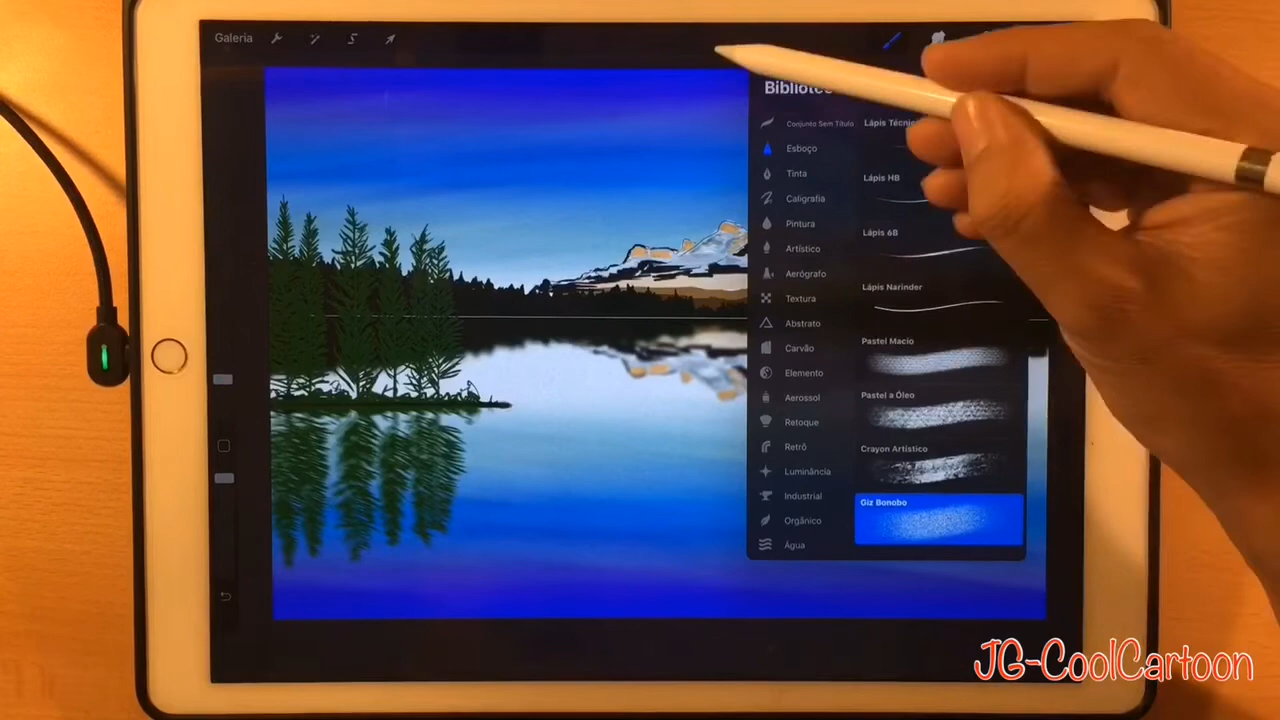 Galeria
Conjunto Sem Título
Esboço
Tinta
Caligrafia
Pintura
Artístico
Aerógrafo
Textura
Abstrato
Carvão
Elemento
Aerossol
Retoque
Retrô
Luminância
Industrial
Orgânico
Água
Lápis
Lápis HB
Lápis 6B
Lápis Narinder
Pastel Macio
Pastel a Óleo
Crayon Artístico
Giz Bonobo
JG-CoolCartoon